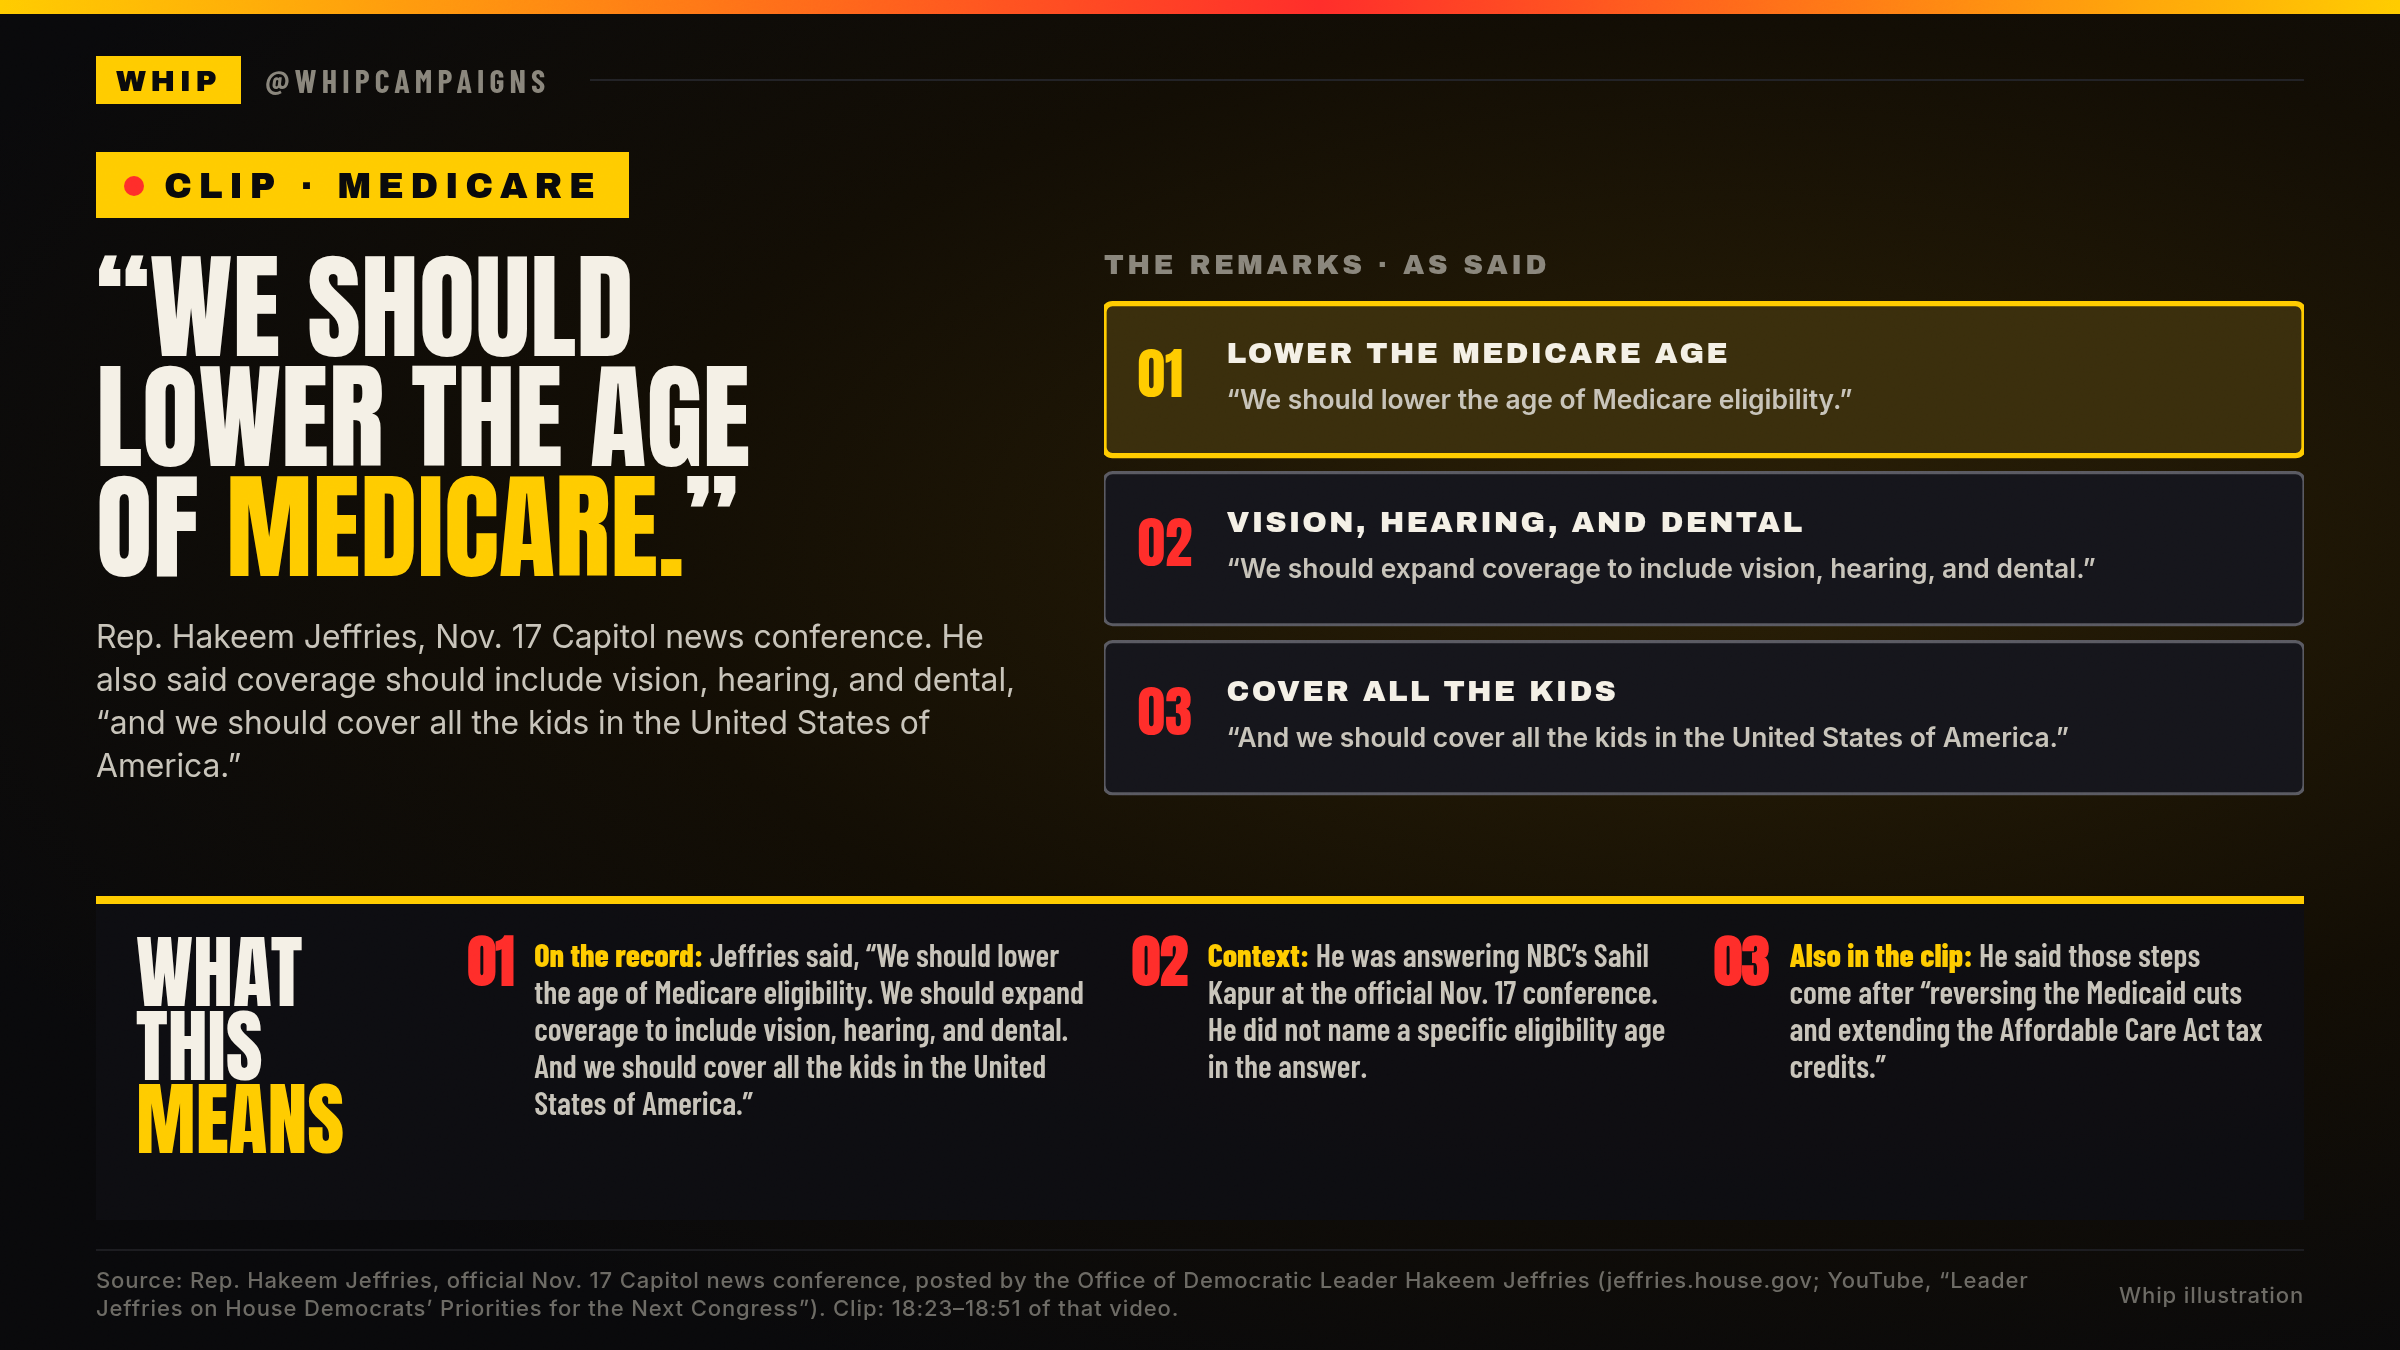 WHIP @WHIPCAMPAIGNS
CLIP · MEDICARE
“WE SHOULD
LOWER THE AGE
OF MEDICARE.”
Rep. Hakeem Jeffries, Nov. 17 Capitol news conference. He
also said coverage should include vision, hearing, and dental,
“and we should cover all the kids in the United States of
America.”
THE REMARKS · AS SAID
01
LOWER THE MEDICARE AGE
“We should lower the age of Medicare eligibility.”
02
VISION, HEARING, AND DENTAL
“We should expand coverage to include vision, hearing, and dental.”
03
COVER ALL THE KIDS
“And we should cover all the kids in the United States of America.”
WHAT
THIS
MEANS
01
On the record: Jeffries said, “We should lower
the age of Medicare eligibility. We should expand
coverage to include vision, hearing, and dental.
And we should cover all the kids in the United
States of America.”
02
Context: He was answering NBC’s Sahil
Kapur at the official Nov. 17 conference.
He did not name a specific eligibility age
in the answer.
03
Also in the clip: He said those steps
come after “reversing the Medicaid cuts
and extending the Affordable Care Act tax
credits.”
Source: Rep. Hakeem Jeffries, official Nov. 17 Capitol news conference, posted by the Office of Democratic Leader Hakeem Jeffries (jeffries.house.gov; YouTube, “Leader
Jeffries on House Democrats’ Priorities for the Next Congress”). Clip: 18:23–18:51 of that video.
Whip illustration